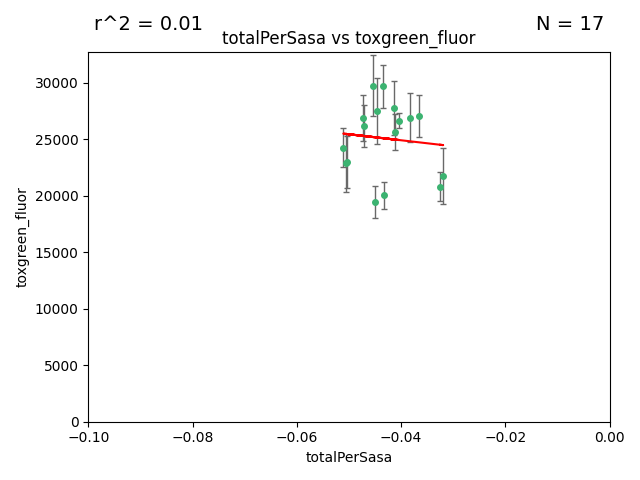 r^2 = 0.01
N = 17
totalPerSasa vs toxgreen_fluor
30000
25000
20000
15000
10000
5000
0
toxgreen_fluor
−0.10
−0.08
−0.06
−0.04
−0.02
0.00
totalPerSasa